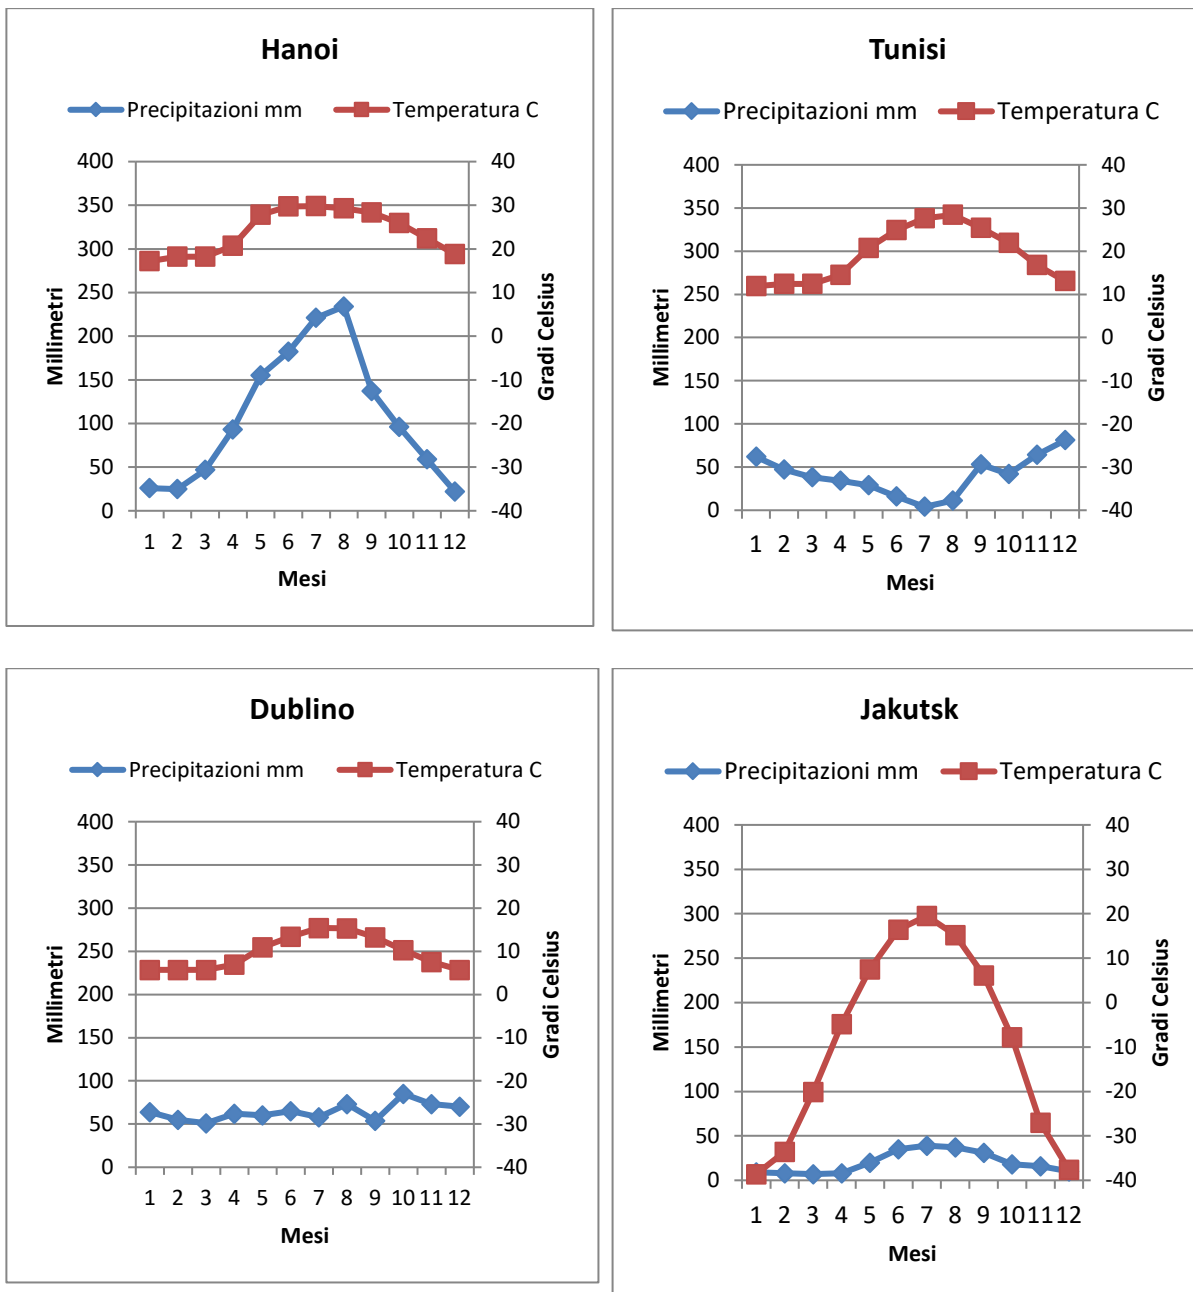 Hanoi
Precipitazioni mm Temperatura C
400 40
350 30
300 20
250 10
200 0
150 -10
100 -20
50 -30
0 -40
Millimetri
Gradi Celsius
1 2 3 4 5 6 7 8 9 10 11 12
Mesi
Tunisi
Precipitazioni mm Temperatura C
400 40
350 30
300 20
250 10
200 0
150 -10
100 -20
50 -30
0 -40
Millimetri
Gradi Celsius
1 2 3 4 5 6 7 8 9 10 11 12
Mesi
Dublino
Precipitazioni mm Temperatura C
400 40
350 30
300 20
250 10
200 0
150 -10
100 -20
50 -30
0 -40
Millimetri
Gradi Celsius
1 2 3 4 5 6 7 8 9 10 11 12
Mesi
Jakutsk
Precipitazioni mm Temperatura C
400 40
350 30
300 20
250 10
200 0
150 -10
100 -20
50 -30
0 -40
Millimetri
Gradi Celsius
1 2 3 4 5 6 7 8 9 10 11 12
Mesi